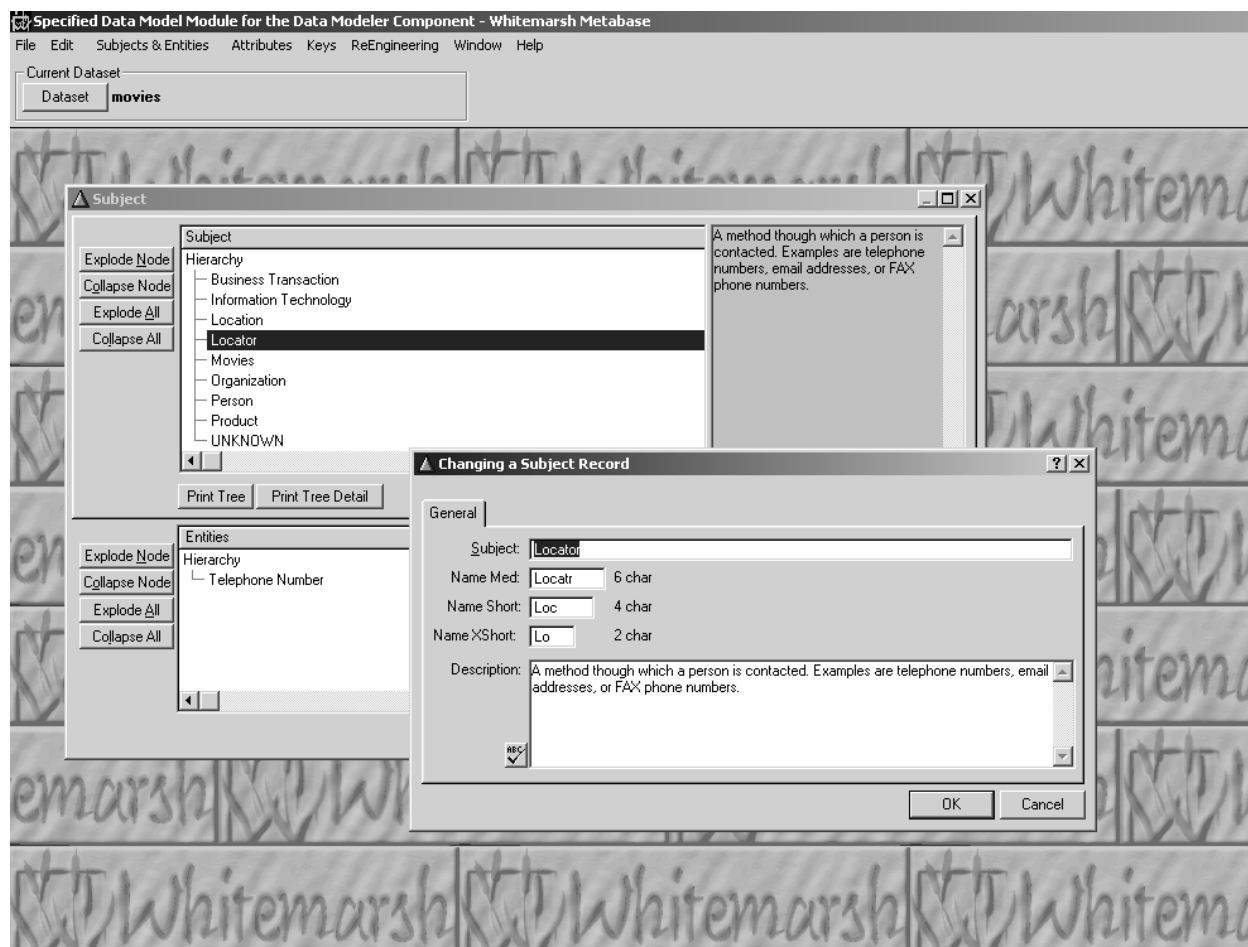 Specified Data Model Module for the Data Modeler Component - Whitemarsh Metabase
File Edit Subjects & Entities Attributes Keys ReEngineering Window Help
Current Dataset
Dataset movies
Subject
Subject
Explode Node
Collapse Node
Explode All
Collapse All
Hierarchy
Business Transaction
Information Technology
Location
Locator
Movies
Organization
Person
Product
UNKNOWN
A method though which a person is
contacted. Examples are telephone
numbers, email addresses, or FAX
phone numbers.
Print Tree Print Tree Detail
Entities
Explode Node
Collapse Node
Explode All
Collapse All
Hierarchy
Telephone Number
Changing a Subject Record
General
Subject: Locator
Name Med: Locatr 6 char
Name Short: Loc 4 char
Name XShort: Lo 2 char
Description: A method though which a person is contacted. Examples are telephone numbers, email
addresses, or FAX phone numbers.
ABC
OK Cancel
Whitemarsh Whitemarsh